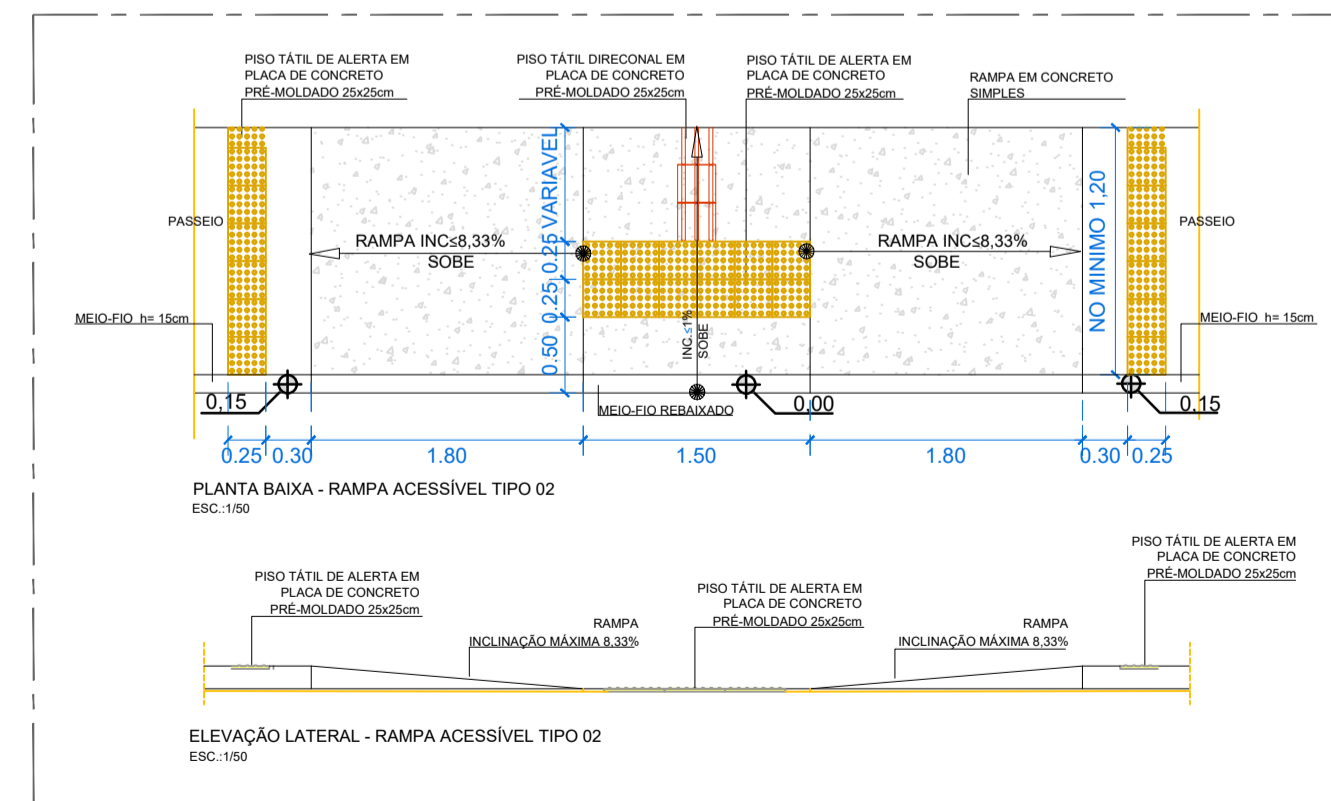 PISO TÁTIL DE ALERTA EM
PLACA DE CONCRETO
PRÉ-MOLDADO 25x25cm
PISO TÁTIL DIRECONAL EM
PLACA DE CONCRETO
PRÉ-MOLDADO 25x25cm
PISO TÁTIL DE ALERTA EM
PLACA DE CONCRETO
PRÉ-MOLDADO 25x25cm
RAMPA EM CONCRETO
SIMPLES
PASSEIO
RAMPA INC≤8,33%
SOBE
VARIAVEL
0.25
0.25
0.50
INC.≤1%
SOBE
RAMPA INC≤8,33%
SOBE
NO MINIMO 1,20
PASSEIO
MEIO-FIO h= 15cm
MEIO-FIO h= 15cm
0,15
MEIO-FIO REBAIXADO
0,00
0,15
0.25 0.30 1.80 1.50 1.80 0.30 0.25
PLANTA BAIXA - RAMPA ACESSÍVEL TIPO 02
ESC.:1/50
PISO TÁTIL DE ALERTA EM
PLACA DE CONCRETO
PRÉ-MOLDADO 25x25cm
RAMPA
INCLINAÇÃO MÁXIMA 8,33%
PISO TÁTIL DE ALERTA EM
PLACA DE CONCRETO
PRÉ-MOLDADO 25x25cm
RAMPA
INCLINAÇÃO MÁXIMA 8,33%
PISO TÁTIL DE ALERTA EM
PLACA DE CONCRETO
PRÉ-MOLDADO 25x25cm
ELEVAÇÃO LATERAL - RAMPA ACESSÍVEL TIPO 02
ESC.:1/50